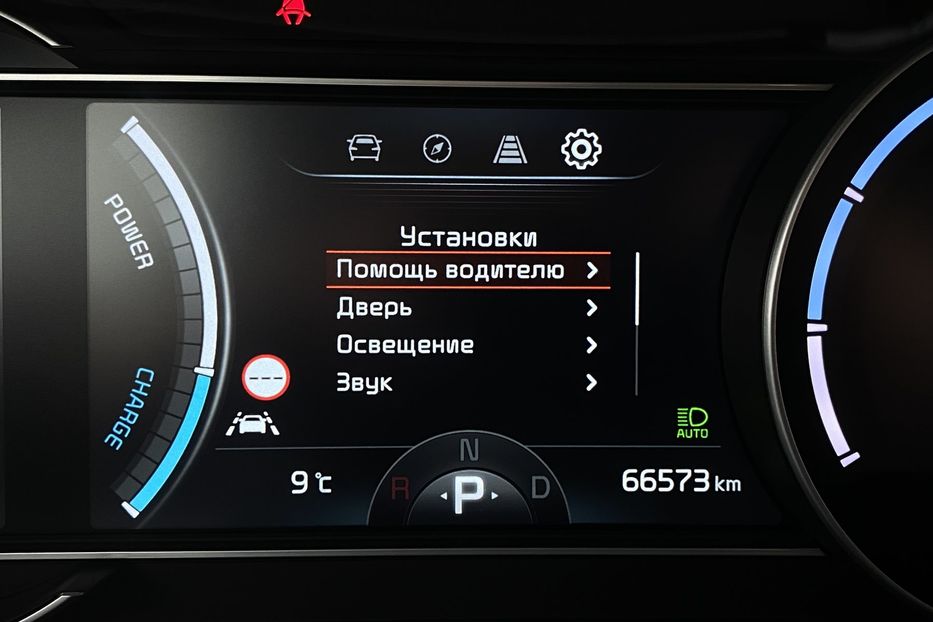 POWER
CHARGE
Установки
Помощь водителю
Дверь
Освещение
Звук
---
AUTO
9 °c
R
N
P
D
66573 km